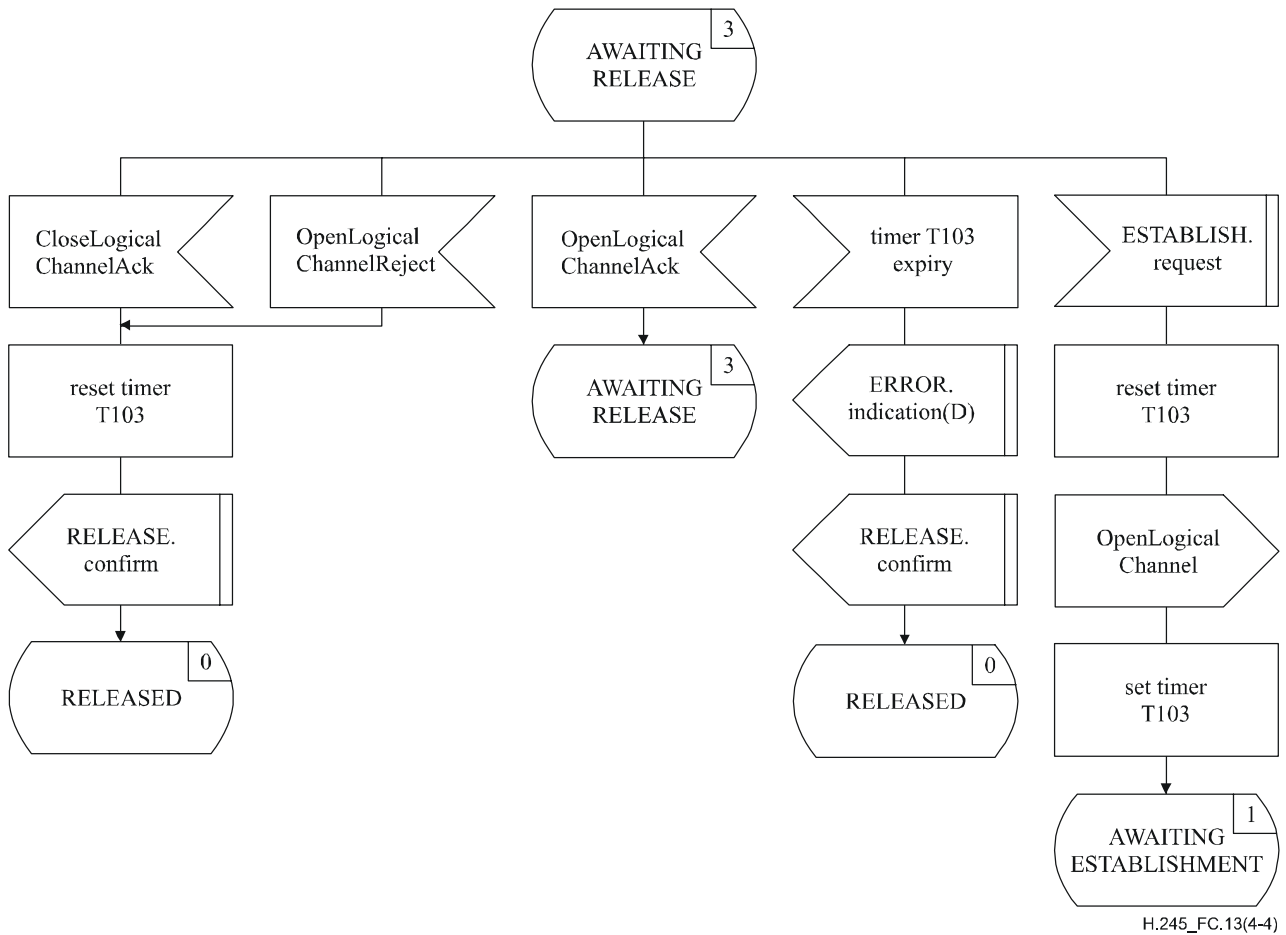 3
AWAITING
RELEASE
CloseLogical
ChannelAck
OpenLogical
ChannelReject
OpenLogical
ChannelAck
timer T103
expiry
ESTABLISH.
request
reset timer
T103
3
AWAITING
RELEASE
ERROR.
indication(D)
reset timer
T103
RELEASE.
confirm
RELEASE.
confirm
OpenLogical
Channel
0
RELEASED
0
RELEASED
set timer
T103
1
AWAITING
ESTABLISHMENT
H.245_FC.13(4-4)